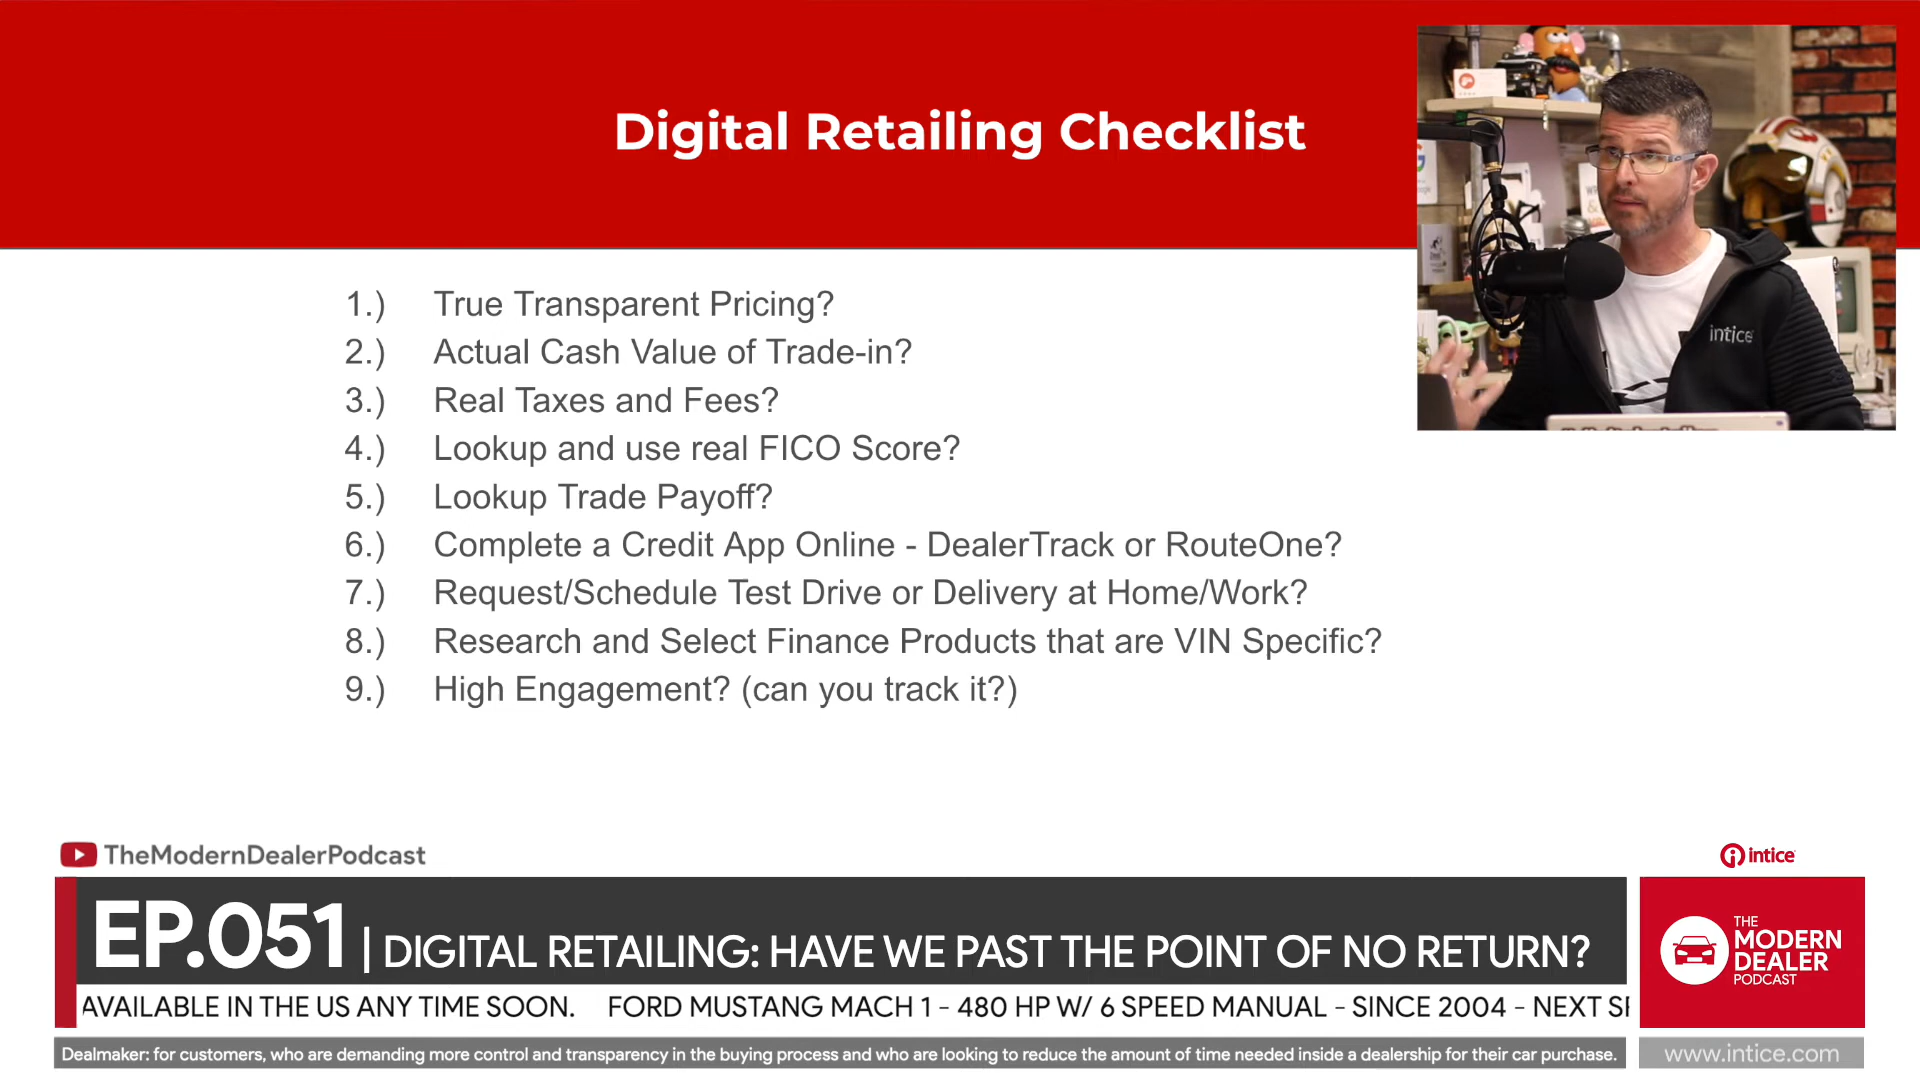 Digital Retailing Checklist
1.) True Transparent Pricing?
2.) Actual Cash Value of Trade-in?
3.) Real Taxes and Fees?
4.) Lookup and use real FICO Score?
5.) Lookup Trade Payoff?
6.) Complete a Credit App Online - DealerTrack or RouteOne?
7.) Request/Schedule Test Drive or Delivery at Home/Work?
8.) Research and Select Finance Products that are VIN Specific?
9.) High Engagement? (can you track it?)
intice
TheModernDealerPodcast
intice
EP.051 | DIGITAL RETAILING: HAVE WE PAST THE POINT OF NO RETURN?
THE
MODERN
DEALER
PODCAST
AVAILABLE IN THE US ANY TIME SOON. FORD MUSTANG MACH 1 - 480 HP W/ 6 SPEED MANUAL - SINCE 2004 - NEXT
Dealmaker: for customers, who are demanding more control and transparency in the buying process and who are looking to reduce the amount of time needed inside a dealership for their car purchase.
www.intice.com